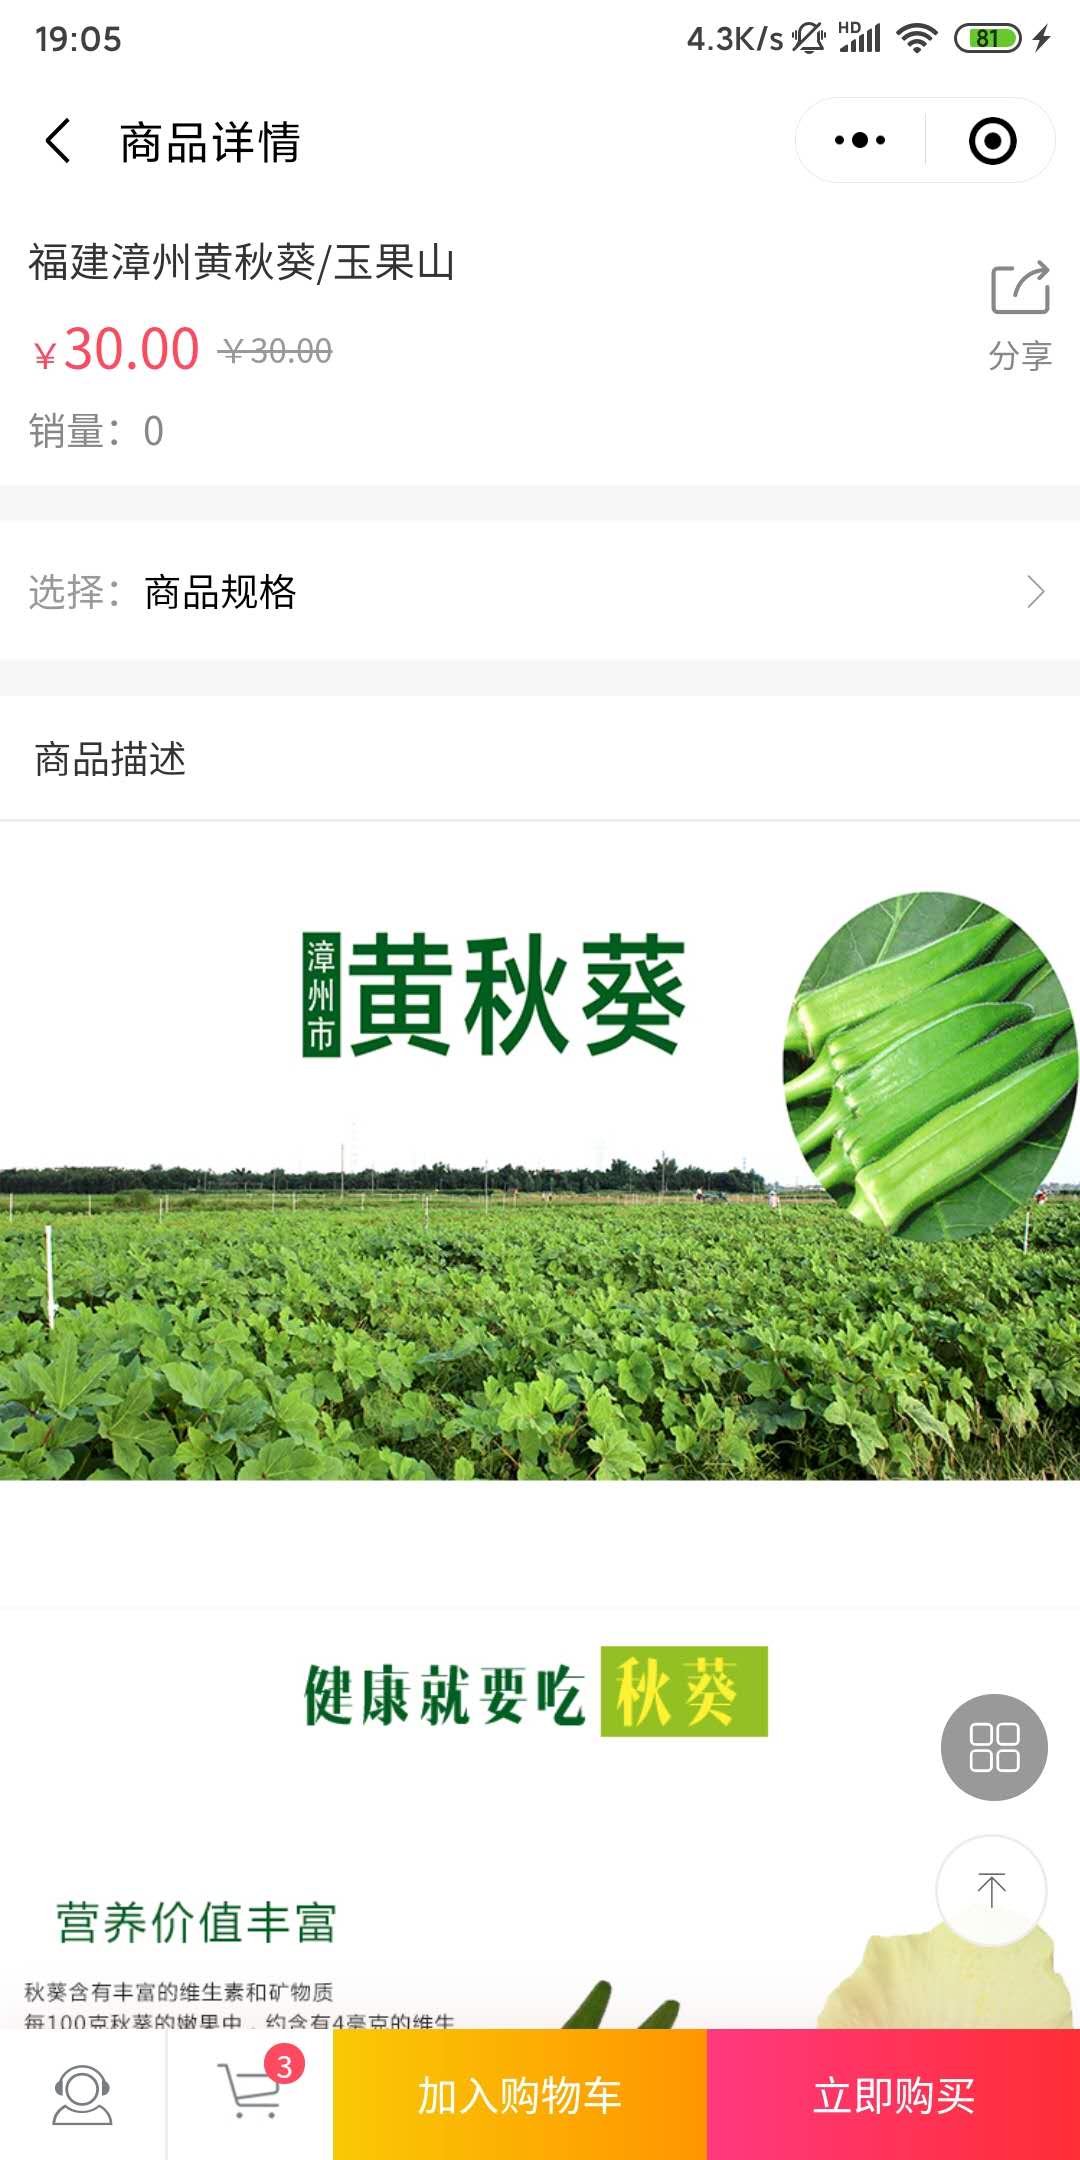 19:05
4.3K/s
HD
81
商品详情
福建漳州黄秋葵/玉果山
￥30.00 ￥30.00
分享
销量：0
选择：商品规格
商品描述
漳州市
黄秋葵
健康就要吃秋葵
营养价值丰富
秋葵含有丰富的维生素和矿物质
每100克秋葵的嫩果中，约含有4毫克的维生
3
加入购物车
立即购买